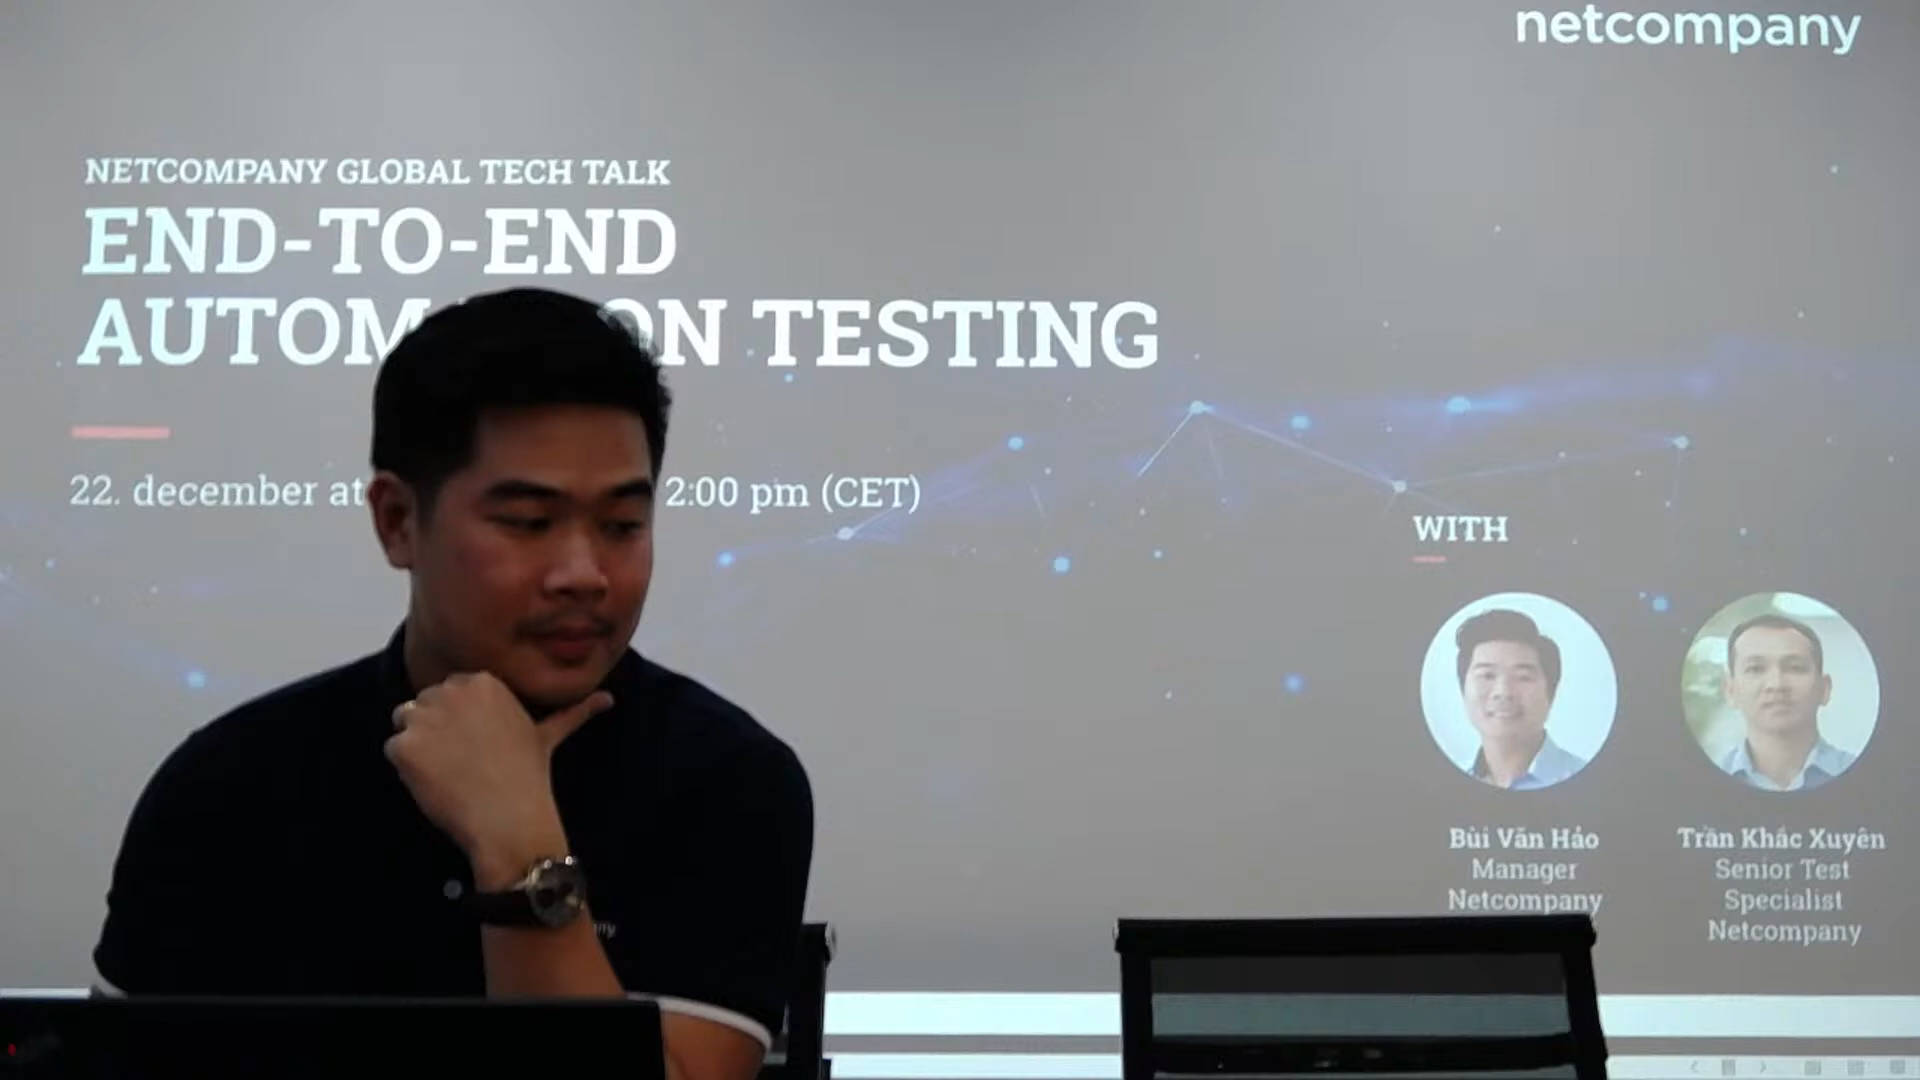 netcompany
NETCOMPANY GLOBAL TECH TALK
END-TO-END
AUTOM ON TESTING
22. december at 2:00 pm (CET)
WITH
Bùi Văn Hảo
Manager
Netcompany
Trần Khắc Xuyên
Senior Test
Specialist
Netcompany